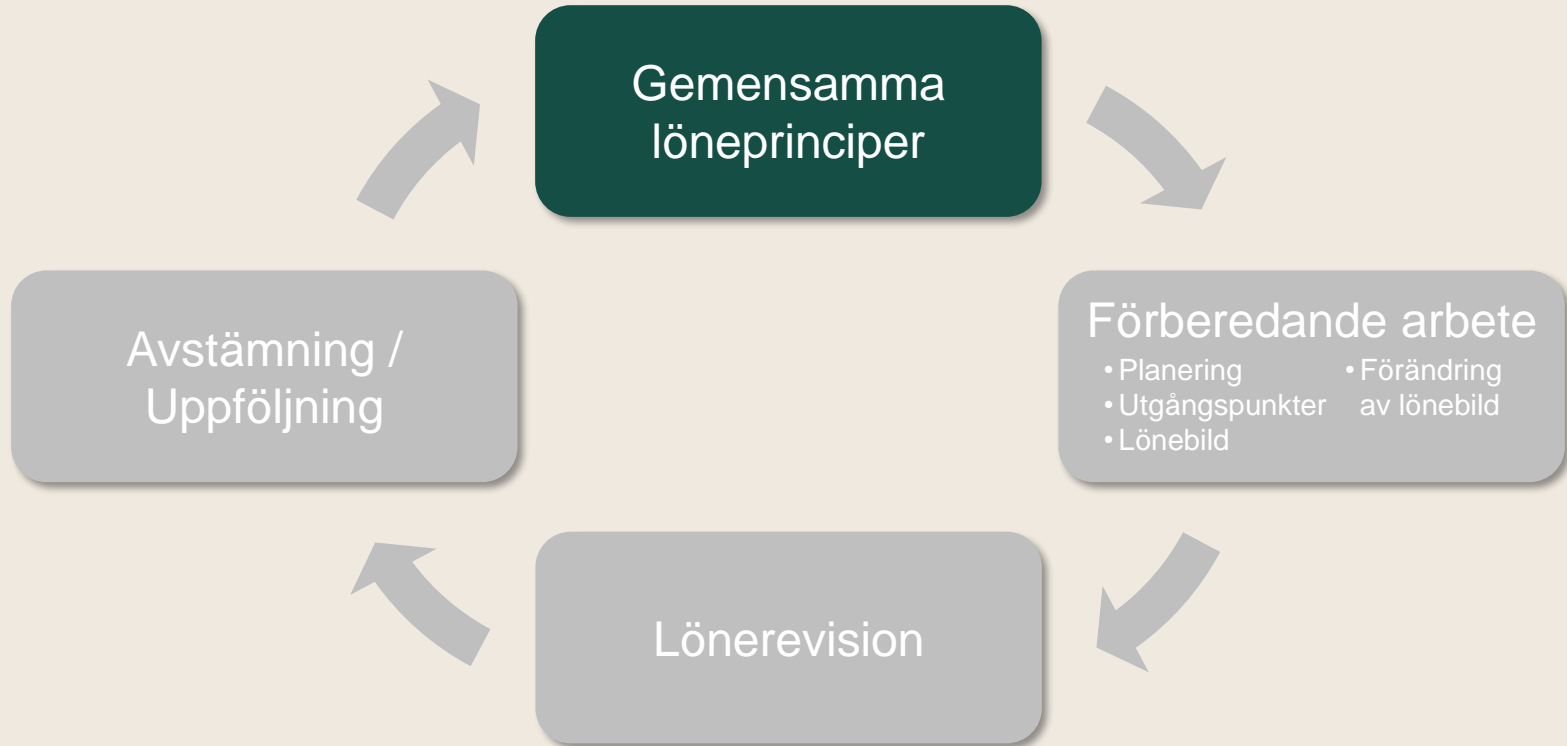 Gemensamma
löneprinciper
Förberedande arbete
• Planering
• Utgångspunkter
• Lönebild
• Förändring
av lönebild
Lönerevision
Avstämning /
Uppföljning